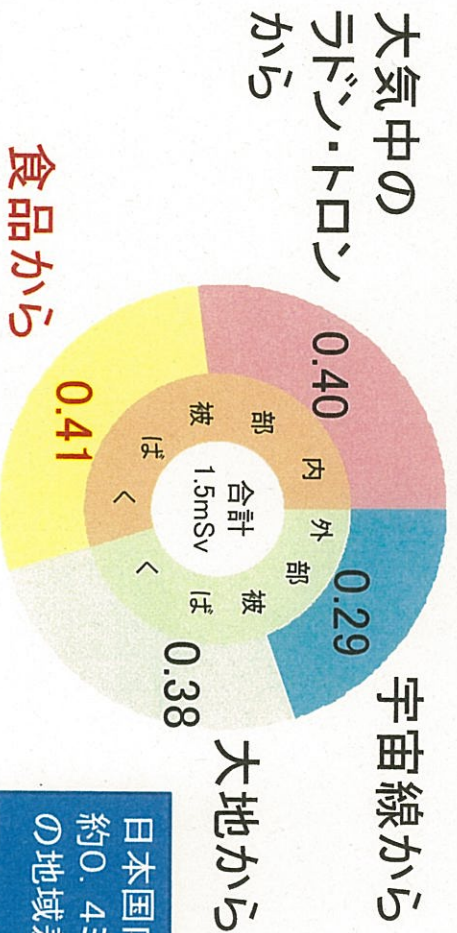 大気中の
ラドン・トロン
から
0.40
宇宙線から
0.29
内部被ばく
外部被ばく
合計
1.5mSv
食品から
0.41
大地から
0.38
日本国
約0. 4
の地域